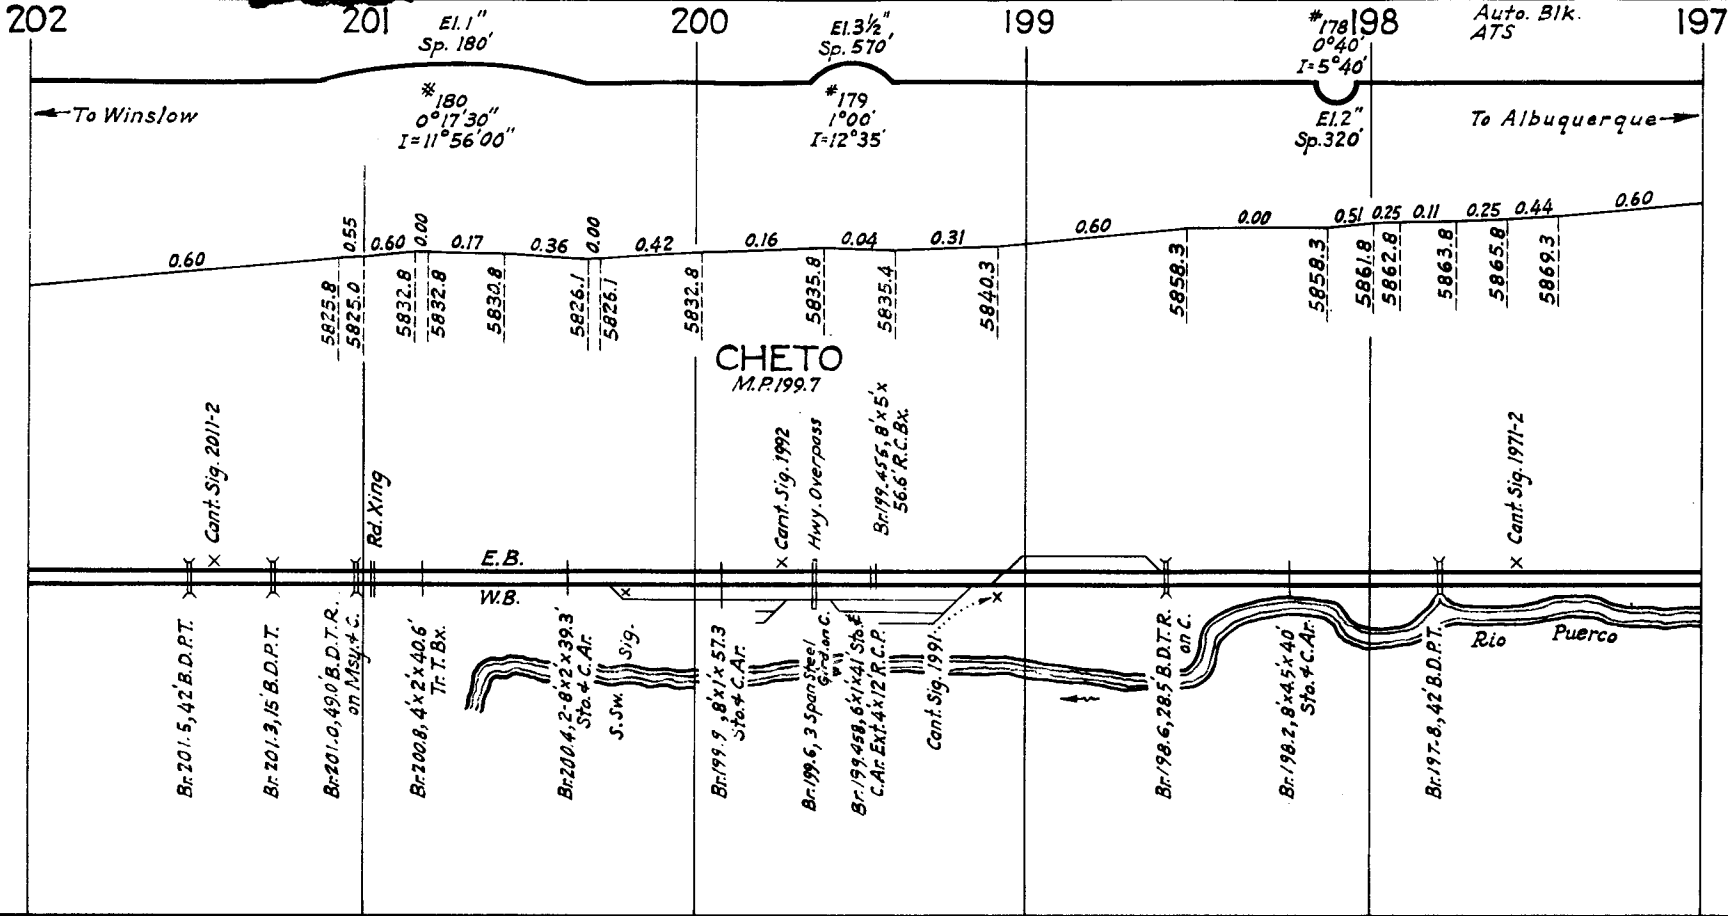 202
201
200
199
198
197
El. 1"
Sp. 180'
El. 3½"
Sp. 570'
#178
0°40'
I=5°40'
Auto. Blk.
ATS
To Winslow
#180
0°17'30"
I=11°56'00"
#179
1°00'
I=12°35'
El. 2"
Sp. 320'
To Albuquerque
0.60
0.55
0.60
0.00
0.17
0.36
0.00
0.42
0.16
0.04
0.31
0.60
0.00
0.51
0.25
0.11
0.25
0.44
0.60
5825.8
5825.0
5832.8
5832.8
5830.8
5826.1
5826.1
5832.8
5835.8
5835.4
5840.3
5858.3
5858.3
5861.8
5862.8
5863.8
5865.8
5869.3
CHETO
M.P. 199.7
Cant. Sig. 2011-2
Rd. Xing
Cant. Sig. 1992
Hwy. Overpass
Br. 199.456, 8'x5'x
56.6' R.C.Bx.
Cant. Sig. 1971-2
E.B.
W.B.
Br. 201.5, 42' B.D.P.T.
Br. 201.3, 15' B.D.P.T.
Br. 201.0, 49.0' B.D.T.R.
on Msy. & C.
Br. 200.8, 4'x2'x40.6'
Tr. T. Bx.
Br. 200.4, 2-8'x2'x39.3'
Sto. & C. Ar.
S. Sw. Sig.
Br. 199.9, 8'x1'x57.3
Sto. & C. Ar.
Br. 199.6, 3 Span Steel
Gird. on C.
Br. 199.458, 6'x1'x41' Sto. &
C. Ar. Ext. 4'x12' R.C.P.
Cant. Sig. 1991
Br. 198.6, 28.5' B.D.T.R.
on C.
Br. 198.2, 8'x4.5'x40'
Sto. & C. Ar.
Br. 197.8, 42' B.D.P.T.
Rio Puerco